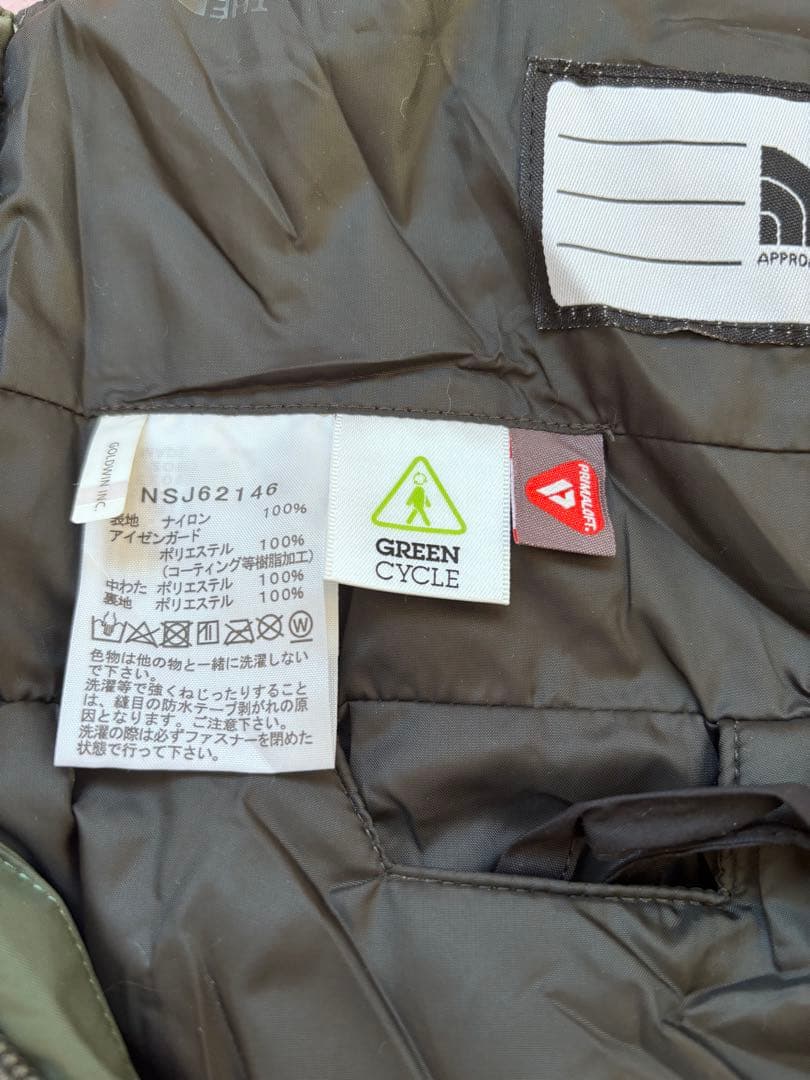 THE
APPROA
GOLDWIN INC.
NSJ62146
表地 ナイロン 100%
アイゼンガード
ポリエステル 100%
(コーティング等樹脂加工)
中わた ポリエステル 100%
裏地 ポリエステル 100%
W
色物は他の物と一緒に洗濯しない
で下さい。
洗濯等で強くねじったりすること
は、縫目の防水テープ剥がれの原
因となります。ご注意下さい。
洗濯の際は必ずファスナーを閉めた
状態で行って下さい。
GREEN
CYCLE
PRIMALOFT.